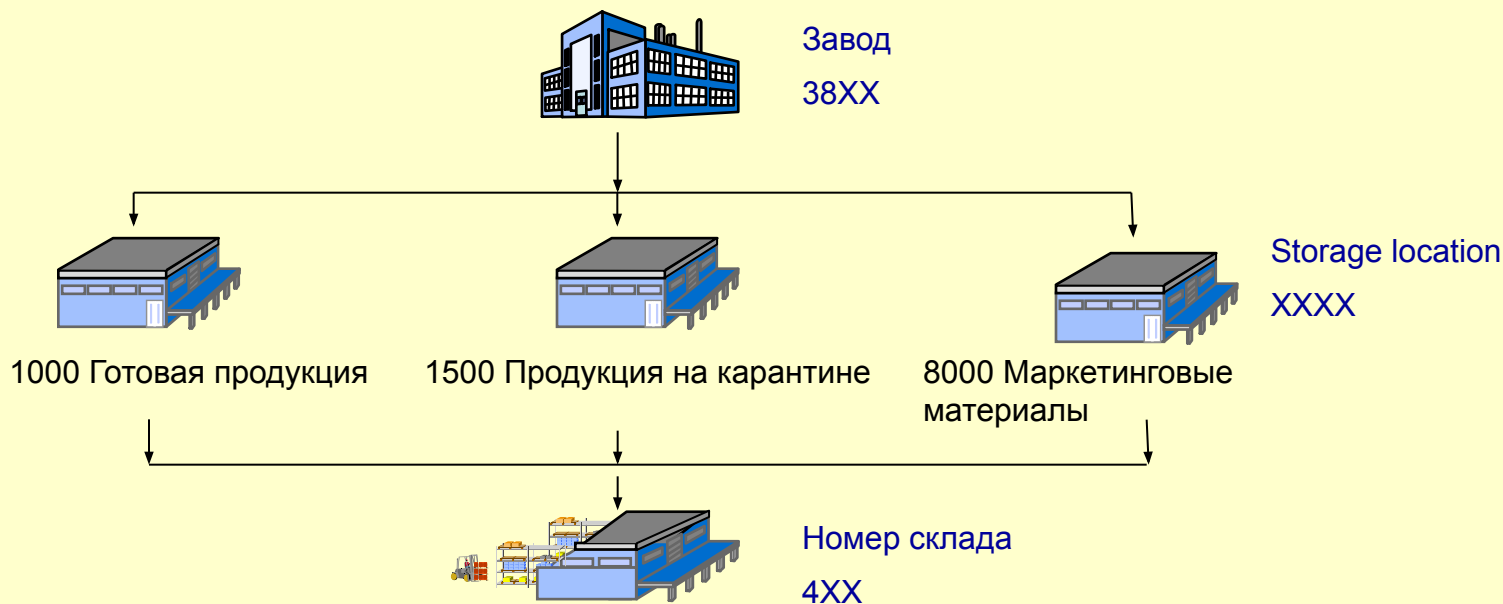 Завод
38XX
Storage location
XXXX
1000 Готовая продукция
1500 Продукция на карантине
8000 Маркетинговые
материалы
Номер склада
4XX